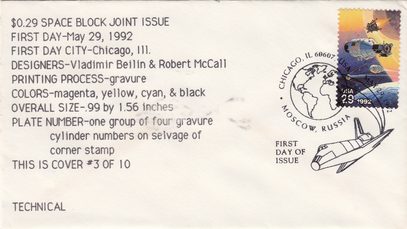 $0.29 SPACE BLOCK JOINT ISSUE
FIRST DAY-May 29, 1992
FIRST DAY CITY-Chicago, Ill.
DESIGNERS-Vladimir Beilin & Robert McCall
PRINTING PROCESS-gravure
COLORS-magenta, yellow, cyan, & black
OVERALL SIZE-.99 by 1.56 inches
PLATE NUMBER-one group of four gravure
cylinder numbers on selvage of
corner stamp
THIS IS COVER #3 OF 10
TECHNICAL
USA
29 1992
CHICAGO, IL 60607
MOSCOW, RUSSIA
FIRST
DAY OF
ISSUE